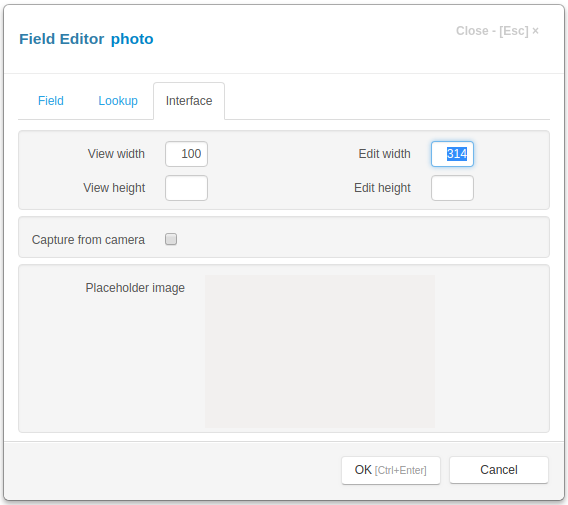 Field Editor photo
Close - [Esc] ×
Field Lookup Interface
View width 100 Edit width 314
View height Edit height
Capture from camera
Placeholder image
OK [Ctrl+Enter] Cancel